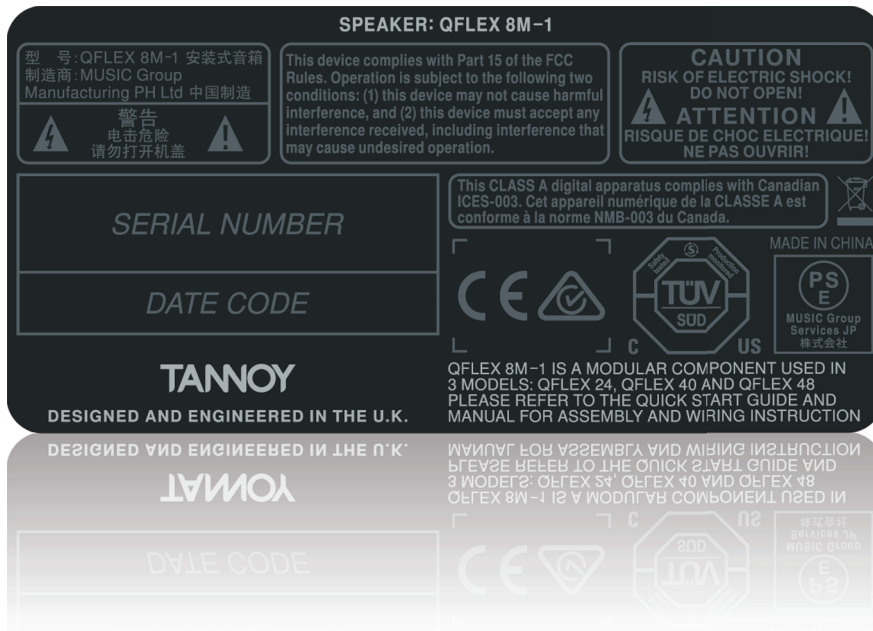 SPEAKER: QFLEX 8M-1
型 号:QFLEX 8M-1 安装式音箱
制造商:MUSIC Group
Manufacturing PH Ltd 中国制造
警告
电击危险
请勿打开机盖
This device complies with Part 15 of the FCC
Rules. Operation is subject to the following two
conditions: (1) this device may not cause harmful
interference, and (2) this device must accept any
interference received, including interference that
may cause undesired operation.
CAUTION
RISK OF ELECTRIC SHOCK!
DO NOT OPEN!
ATTENTION
RISQUE DE CHOC ELECTRIQUE!
NE PAS OUVRIR!
SERIAL NUMBER
DATE CODE
This CLASS A digital apparatus complies with Canadian
ICES-003. Cet appareil numérique de la CLASSE A est
conforme à la norme NMB-003 du Canada.
CE
Safety tested
S
Production monitored
TÜV
SÜD
C US
MADE IN CHINA
PS
E
MUSIC Group
Services JP
株式会社
TANNOY
DESIGNED AND ENGINEERED IN THE U.K.
QFLEX 8M-1 IS A MODULAR COMPONENT USED IN
3 MODELS: QFLEX 24, QFLEX 40 AND QFLEX 48
PLEASE REFER TO THE QUICK START GUIDE AND
MANUAL FOR ASSEMBLY AND WIRING INSTRUCTION